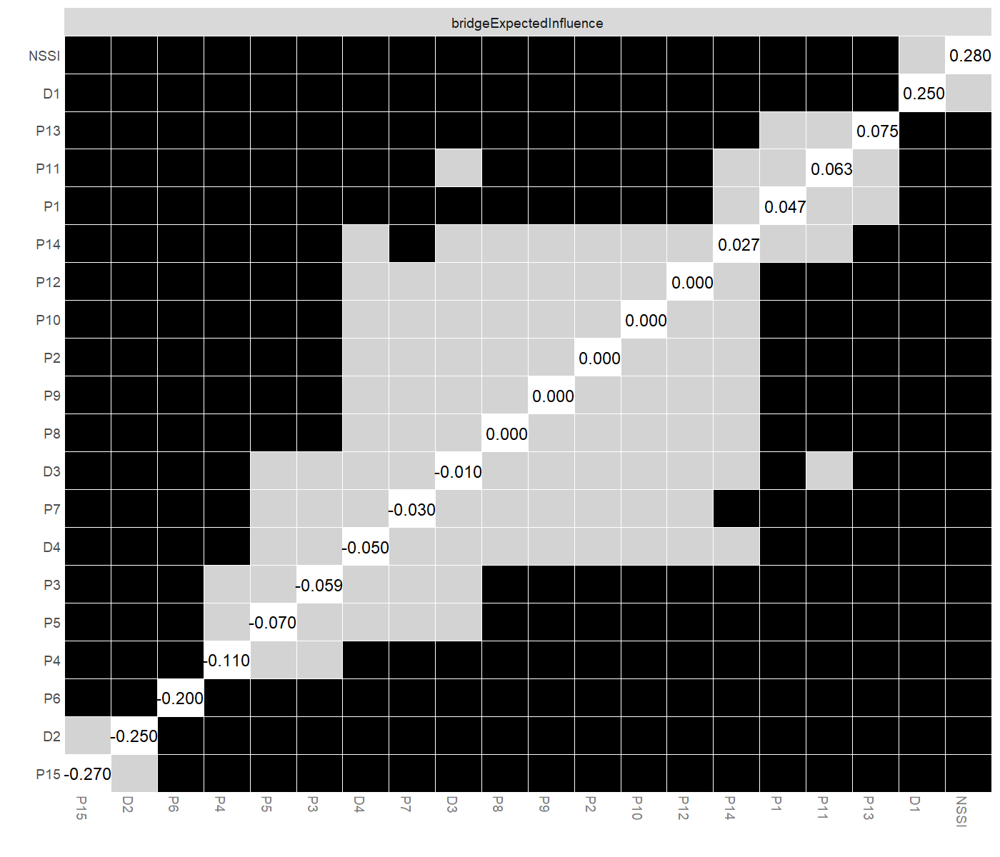 bridgeExpectedInfluence
NSSI 0.280
D1 0.250
P13 0.075
P11 0.063
P1 0.047
P14 0.027
P12 0.000
P10 0.000
P2 0.000
P9 0.000
P8 0.000
D3 -0.010
P7 -0.030
D4 -0.050
P3 -0.059
P5 -0.070
P4 -0.110
P6 -0.200
D2 -0.250
P15 -0.270
P15 D2 P6 P4 P5 P3 D4 P7 D3 P8 P9 P2 P10 P12 P14 P1 P11 P13 D1 NSSI